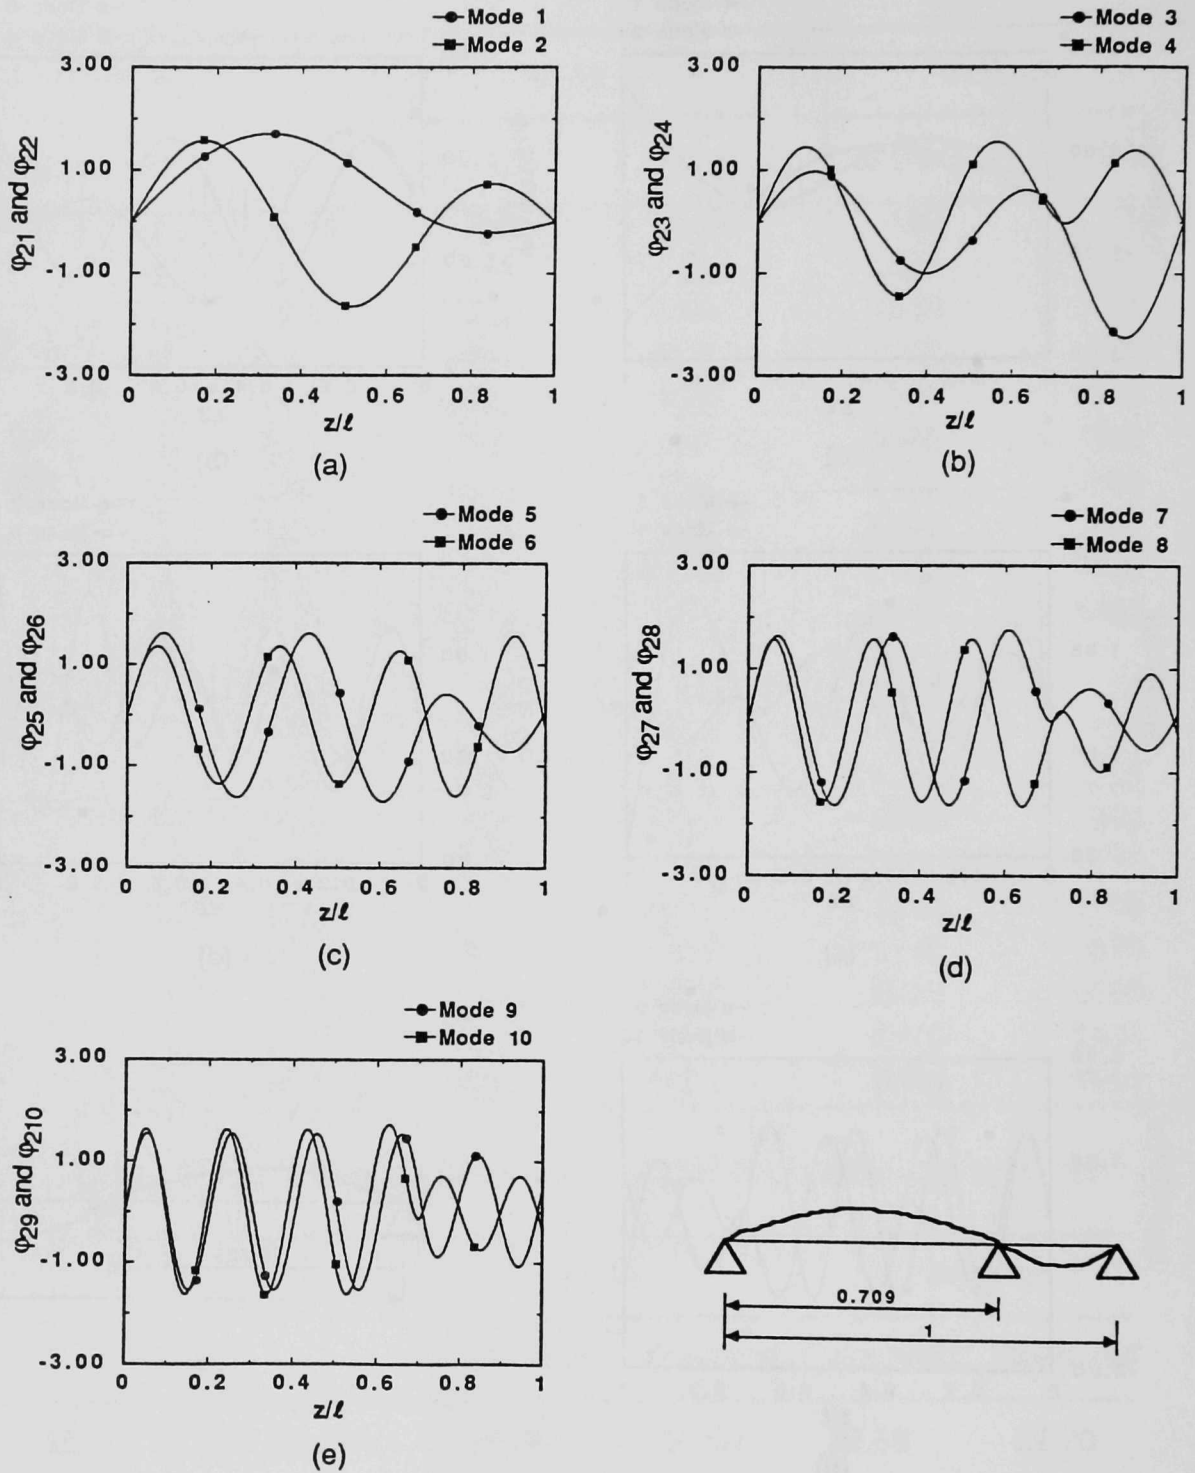 Mode 1
Mode 2
3.00
1.00
-1.00
-3.00
φ21 and φ22
0 0.2 0.4 0.6 0.8 1
z/ℓ
(a)
Mode 3
Mode 4
3.00
1.00
-1.00
-3.00
φ23 and φ24
0 0.2 0.4 0.6 0.8 1
z/ℓ
(b)
Mode 5
Mode 6
3.00
1.00
-1.00
-3.00
φ25 and φ26
0 0.2 0.4 0.6 0.8 1
z/ℓ
(c)
Mode 7
Mode 8
3.00
1.00
-1.00
-3.00
φ27 and φ28
0 0.2 0.4 0.6 0.8 1
z/ℓ
(d)
Mode 9
Mode 10
3.00
1.00
-1.00
-3.00
φ29 and φ210
0 0.2 0.4 0.6 0.8 1
z/ℓ
(e)
0.709
1